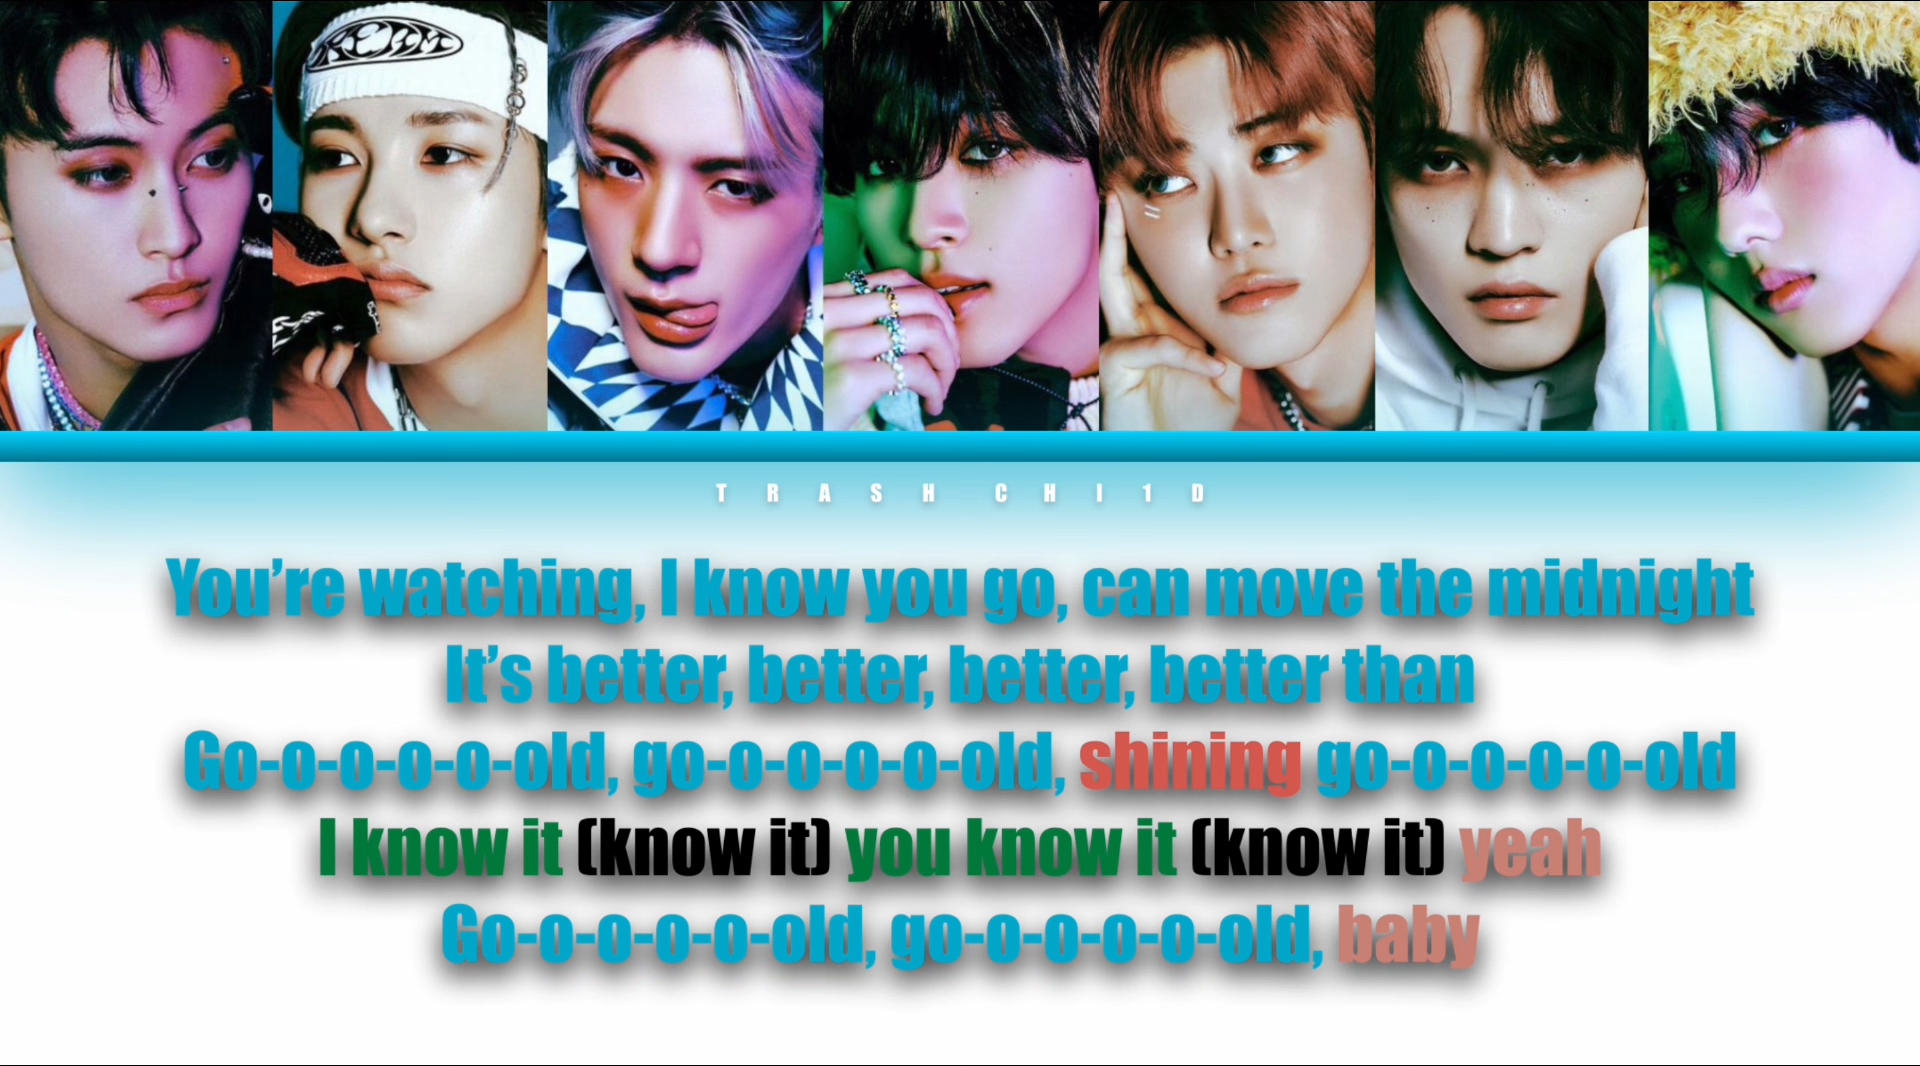 TRASH CHI1D
You’re watching, I know you go, can move the midnight
It’s better, better, better, better than
Go-o-o-o-o-old, go-o-o-o-o-old, shining go-o-o-o-o-old
I know it (know it) you know it (know it) yeah
Go-o-o-o-o-old, go-o-o-o-o-old, baby